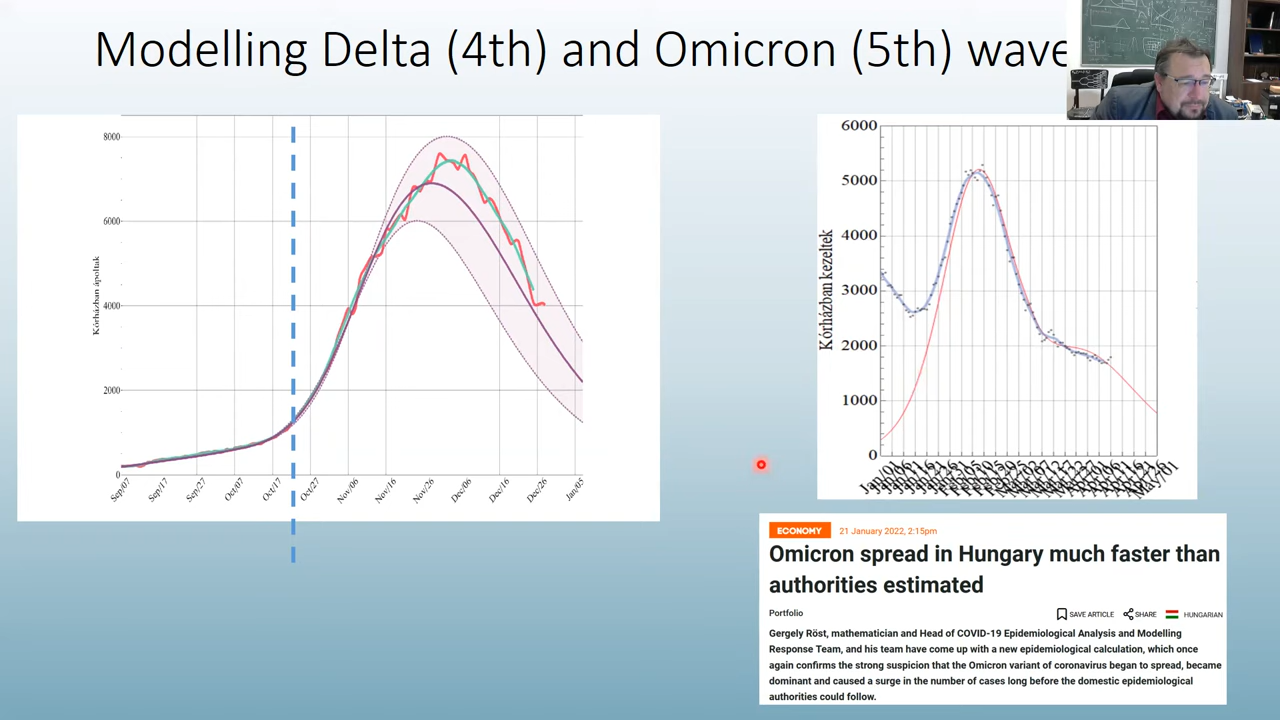 Modelling Delta (4th) and Omicron (5th) wave
8000
6000
4000
2000
0
Kórházban ápoltak
Sep/07
Sep/17
Sep/27
Oct/07
Oct/17
Oct/27
Nov/06
Nov/16
Nov/26
Dec/06
Dec/16
Dec/26
Jan/05
6000
5000
4000
3000
2000
1000
0
Kórházban kezeltek
Jan/01
May/01
ECONOMY 21 January 2022, 2:15pm
Omicron spread in Hungary much faster than
authorities estimated
Portfolio
SAVE ARTICLE SHARE HUNGARIAN
Gergely Röst, mathematician and Head of COVID-19 Epidemiological Analysis and Modelling
Response Team, and his team have come up with a new epidemiological calculation, which once
again confirms the strong suspicion that the Omicron variant of coronavirus began to spread, became
dominant and caused a surge in the number of cases long before the domestic epidemiological
authorities could follow.